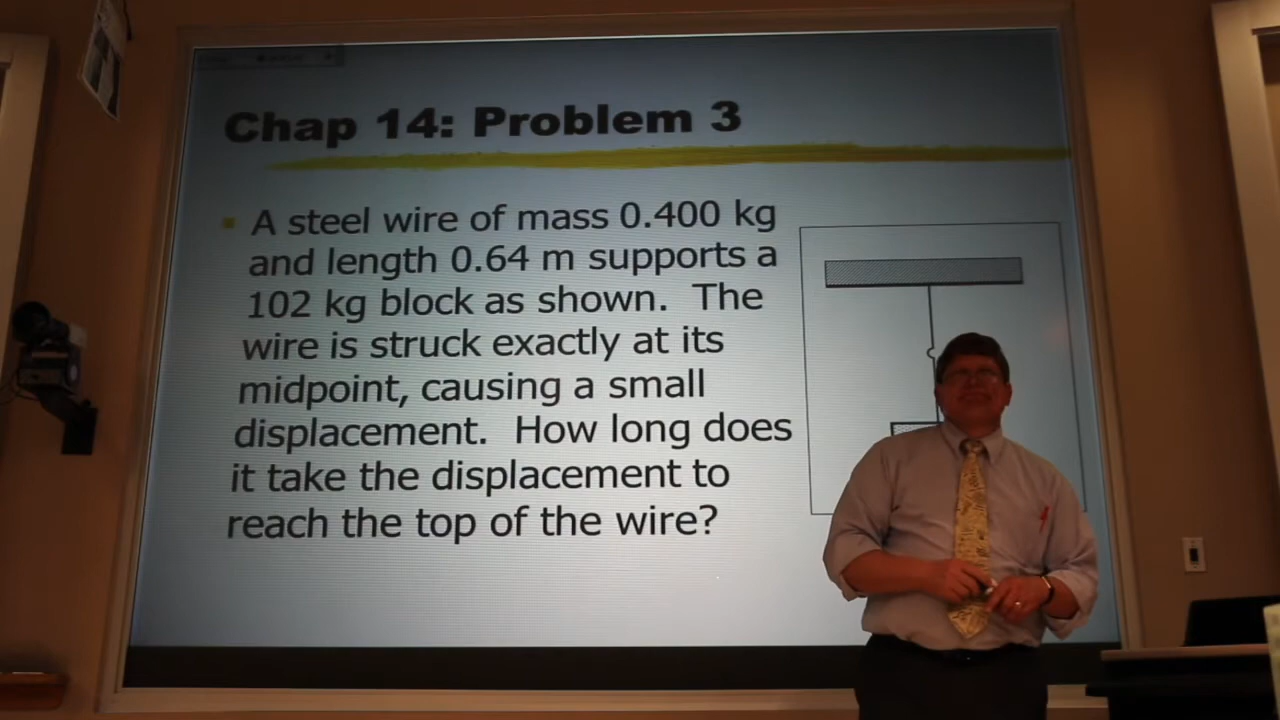 Chap 14: Problem 3
A steel wire of mass 0.400 kg
and length 0.64 m supports a
102 kg block as shown. The
wire is struck exactly at its
midpoint, causing a small
displacement. How long does
it take the displacement to
reach the top of the wire?